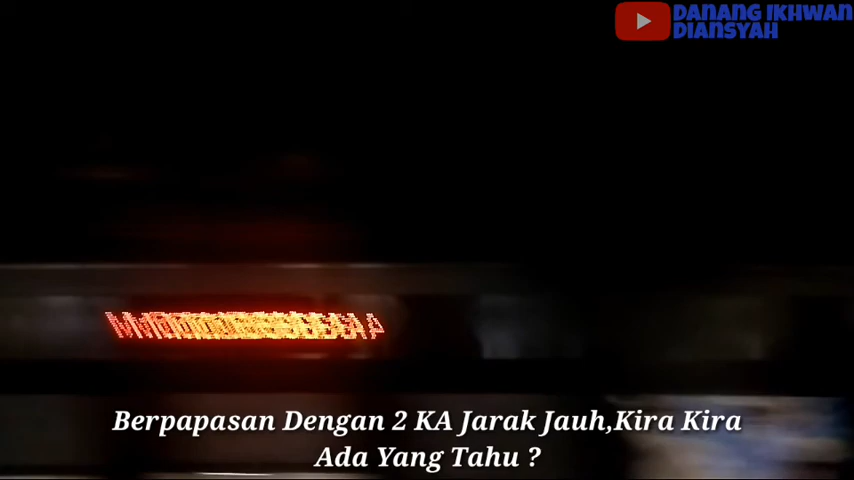 DANANG IKHWAN
DIANSYAH
Berpapasan Dengan 2 KA Jarak Jauh,Kira Kira
Ada Yang Tahu ?